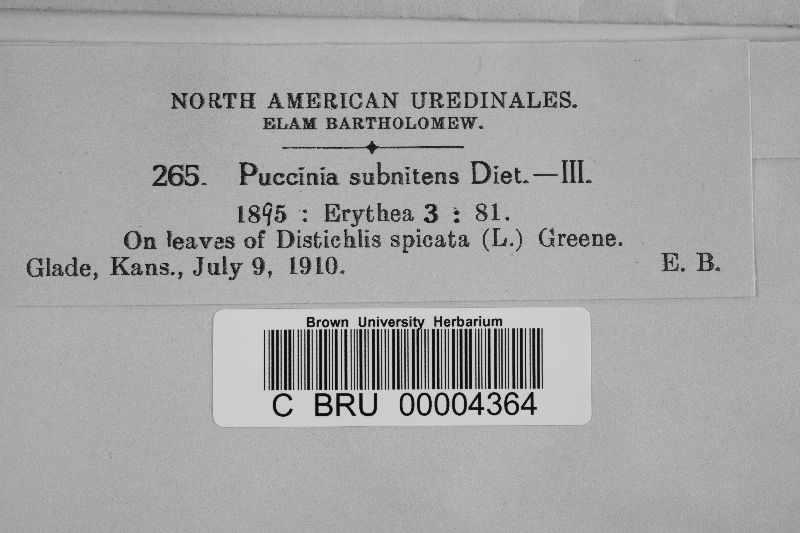 NORTH AMERICAN UREDINALES.
ELAM BARTHOLOMEW.
265. Puccinia subnitens Diet.—III.
1895 : Erythea 3 : 81.
On leaves of Distichlis spicata (L.) Greene.
Glade, Kans., July 9, 1910. E. B.
Brown University Herbarium
C BRU 00004364